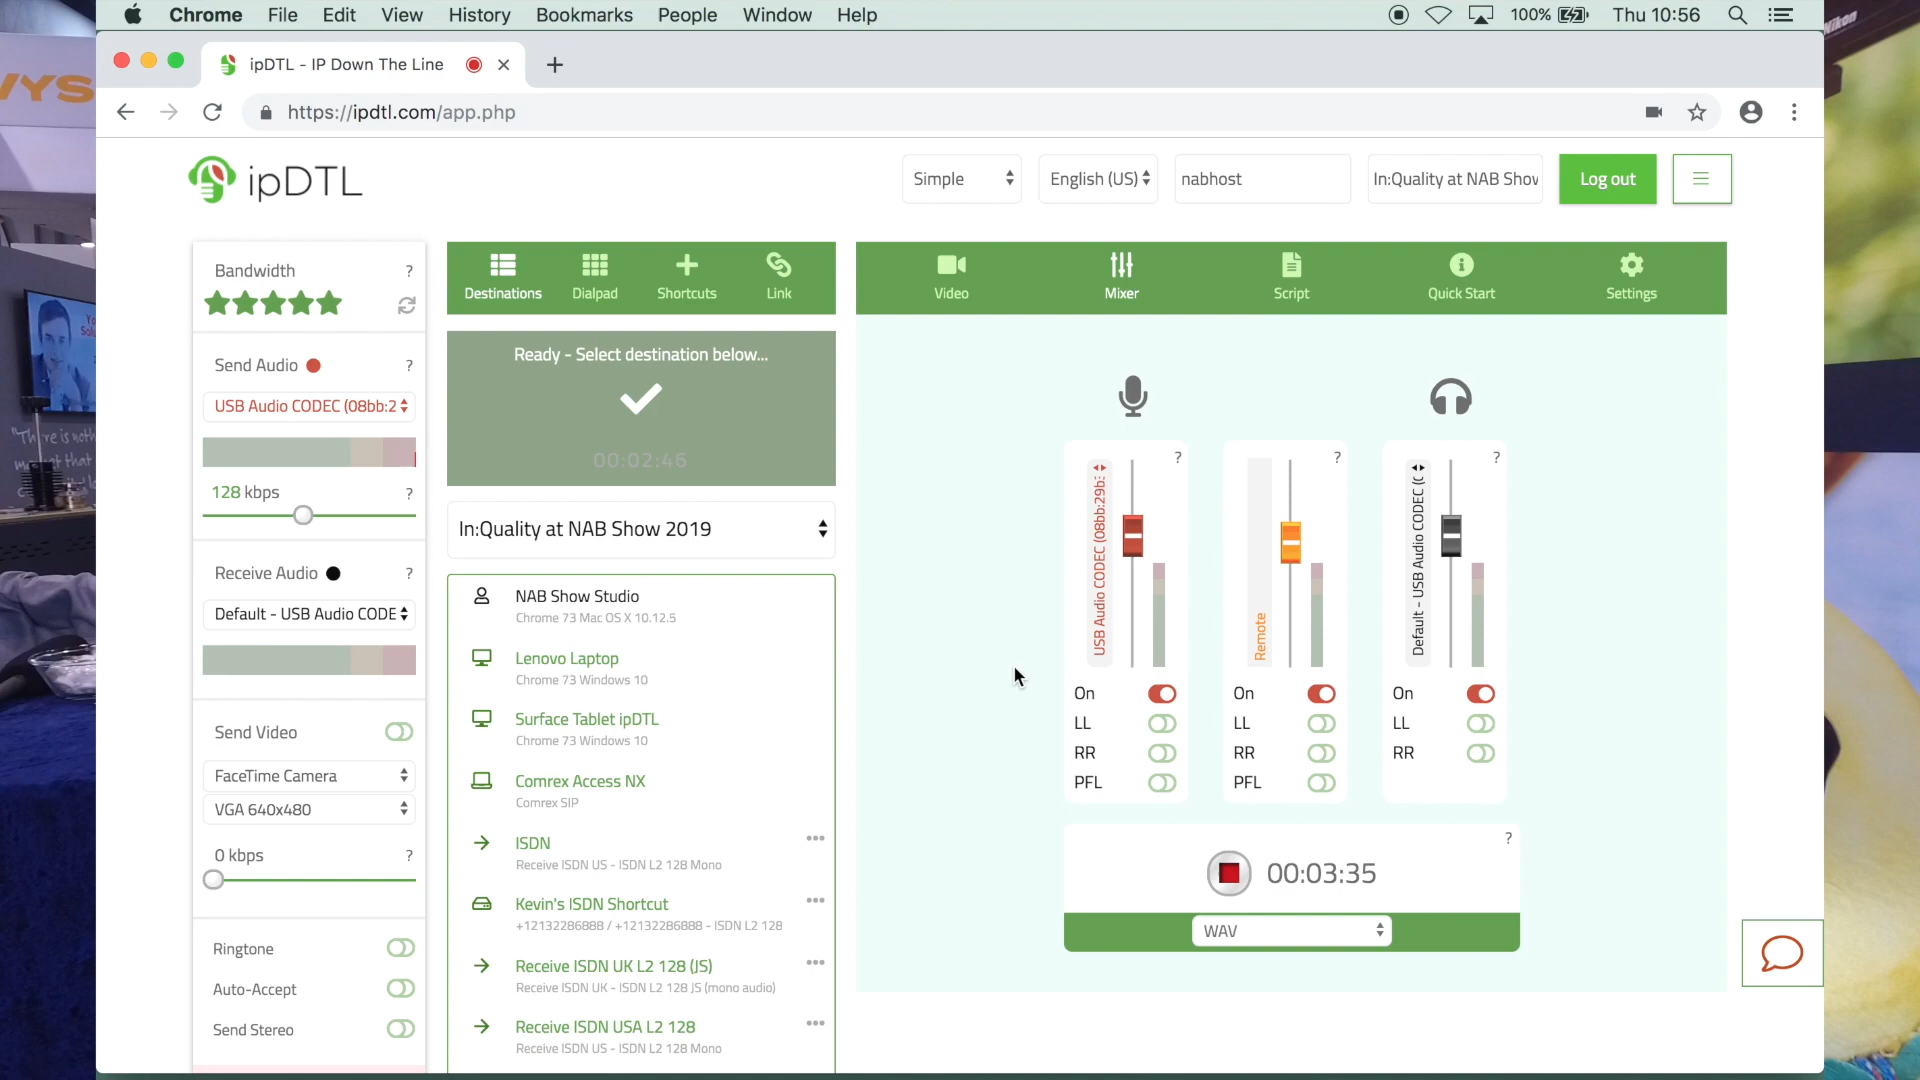 Chrome File Edit View History Bookmarks People Window Help
100% Thu 10:56
ipDTL - IP Down The Line
https://ipdtl.com/app.php
ipDTL
Simple
English (US)
nabhost
In:Quality at NAB Show
Log out
Bandwidth ?
Send Audio ?
USB Audio CODEC (08bb:2
128 kbps ?
Receive Audio ?
Default - USB Audio CODE
Send Video
FaceTime Camera
VGA 640x480
0 kbps ?
Ringtone
Auto-Accept
Send Stereo
Destinations
Dialpad
Shortcuts
Link
Ready - Select destination below...
00:02:46
In:Quality at NAB Show 2019
NAB Show Studio
Chrome 73 Mac OS X 10.12.5
Lenovo Laptop
Chrome 73 Windows 10
Surface Tablet ipDTL
Chrome 73 Windows 10
Comrex Access NX
Comrex SIP
ISDN
Receive ISDN US - ISDN L2 128 Mono
Kevin's ISDN Shortcut
+12132286888 / +12132286888 - ISDN L2 128
Receive ISDN UK L2 128 (JS)
Receive ISDN UK - ISDN L2 128 JS (mono audio)
Receive ISDN USA L2 128
Receive ISDN US - ISDN L2 128 Mono
Video
Mixer
Script
Quick Start
Settings
?
USB Audio CODEC (08bb:29b:
On
LL
RR
PFL
?
Remote
On
LL
RR
PFL
?
Default - USB Audio CODEC (
On
LL
RR
?
00:03:35
WAV
Nikon